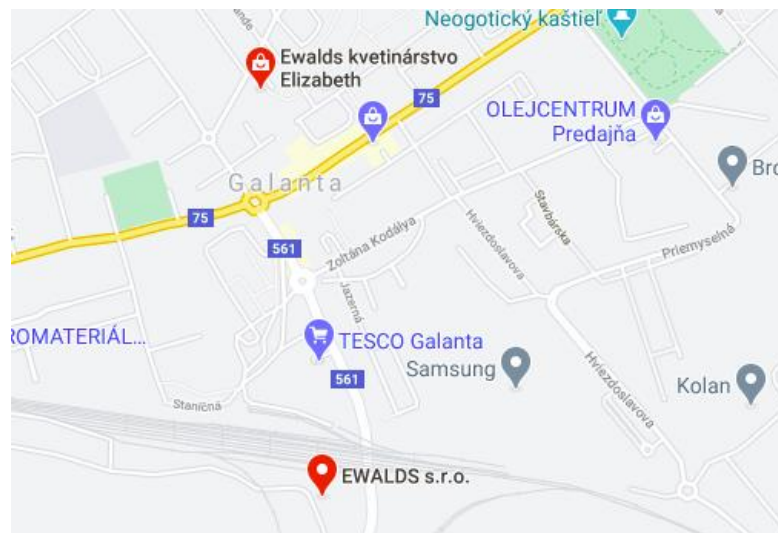 Neogotický kaštieľ
Ewalds kvetinárstvo
Elizabeth
75
OLEJCENTRUM
Predajňa
Galanta
75
Stavbárska
561
Zoltána Kodálya
Hviezdoslavova
Priemyselná
Jazerná
ROMATERIÁL...
TESCO Galanta
Samsung
561
Hviezdoslavova
Kolan
Staničná
EWALDS s.r.o.